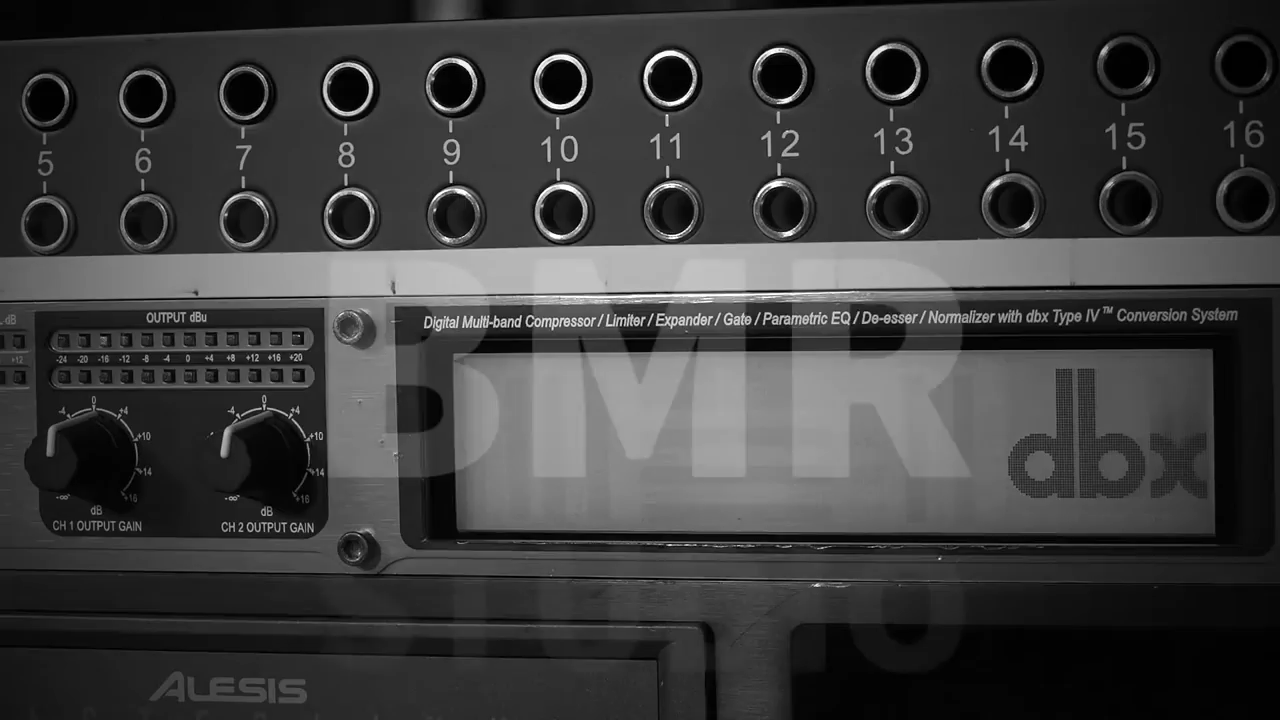 5 6 7 8 9 10 11 12 13 14 15 16
BMR
OUTPUT dBu
-24 -20 -16 -12 -8 -4 0 +4 +8 +12 +16 +20
Digital Multi-band Compressor / Limiter / Expander / Gate / Parametric EQ / De-esser / Normalizer with dbx Type IV™ Conversion System
dB
+12
-4 0 +4 +10 +14 +16 -∞
-4 0 +4 +10 +14 +16 -∞
dB dB
CH 1 OUTPUT GAIN CH 2 OUTPUT GAIN
dbx
STUDIO
ALESIS